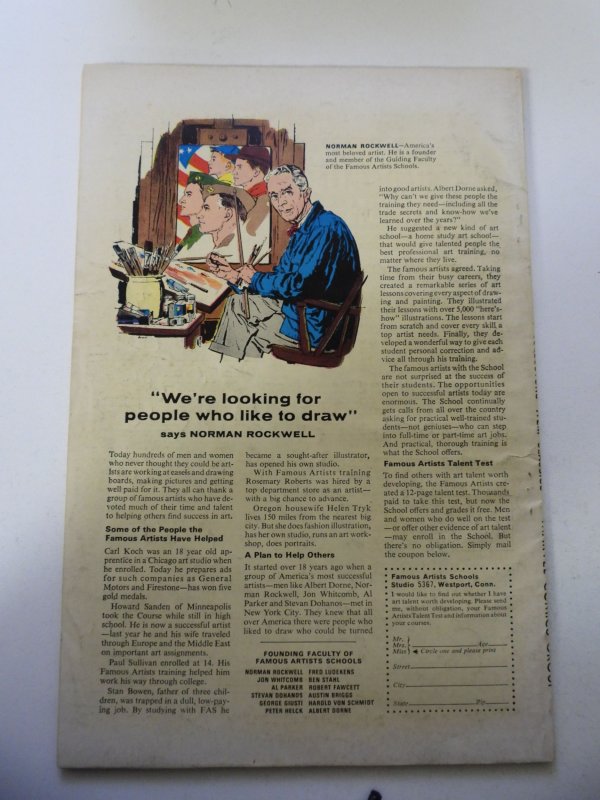 NORMAN ROCKWELL—America's
most beloved artist. He is a founder
and member of the Guiding Faculty
of the Famous Artists Schools.
"We're looking for
people who like to draw"
says NORMAN ROCKWELL
Today hundreds of men and women
who never thought they could be art-
ists are working at easels and drawing
boards, making pictures and getting
well paid for it. They all can thank a
group of famous artists who have de-
voted much of their time and talent
to helping others find success in art.
Some of the People the
Famous Artists Have Helped
Carl Koch was an 18 year old ap-
prentice in a Chicago art studio when
he enrolled. Today he prepares ads
for such companies as General
Motors and Firestone—has won five
gold medals.
Howard Sanden of Minneapolis
took the Course while still in high
school. He is now a successful artist
—last year he and his wife traveled
through Europe and the Middle East
on important art assignments.
Paul Sullivan enrolled at 14. His
Famous Artists training helped him
work his way through college.
Stan Bowen, father of three chil-
dren, was trapped in a doll, low-pay-
ing job. By studying with FAS he
became a sought-after illustrator,
has opened his own studio.
With Famous Artists training
Rosemary Roberts was hired by a
top department store as an artist—
with a big chance to advance.
Oregon housewife Helen Tryk
lives 150 miles from the nearest big
city. But she does fashion illustration,
has her own studio, runs an art work-
shop, does portraits.
A Plan to Help Others
It started over 18 years ago when a
group of America's most successful
artists—men like Albert Dorne, Nor-
man Rockwell, Jon Whitcomb, Al
Parker and Stevan Dohanos—met in
New York City. They knew that all
over America there were people who
liked to draw who could be turned
into good artists. Albert Dorne asked,
"Why can't we give these people the
training they need—including all the
trade secrets and know-how we've
learned over the years?"
He suggested a new kind of art
school—a home study art school—
that would give talented people the
best professional art training, no
matter where they live.
The famous artists agreed. Taking
time from their busy careers, they
created a remarkable series of art
lessons covering every aspect of draw-
ing and painting. They illustrated
their lessons with over 5,000 "here's-
how" illustrations. The lessons start
from scratch and cover every skill a
top artist needs. Finally, they de-
veloped a wonderful way to give each
student personal correction and ad-
vice all through his training.
The famous artists with the School
are not surprised at the success of
their students. The opportunities
open to successful artists today are
enormous. The School continually
gets calls from all over the country
asking for practical well-trained stu-
dents—not geniuses—who can step
into full-time or part-time art jobs.
And practical, thorough training is
what the School offers.
Famous Artists Talent Test
To find others with art talent worth
developing, the Famous Artists cre-
ated a 12-page talent test. Thousands
paid to take this test, but now the
School offers and grades it free. Men
and women who do well on the test
—or offer other evidence of art talent
—may enroll in the School. But
there's no obligation. Simply mail
the coupon below.
FOUNDING FACULTY OF
FAMOUS ARTISTS SCHOOLS
NORMAN ROCKWELL FRED LUDEKENS
JON WHITCOMB BEN STAHL
AL PARKER ROBERT FAWCETT
STEVAN DOHANOS AUSTIN BRIGGS
GEORGE GIUSTI HAROLD VON SCHMIDT
PETER HELCK ALBERT DORNE
Famous Artists Schools
Studio 5367, Westport, Conn.
I would like to find out whether I have
art talent worth developing. Please send
me, without obligation, your Famous
Artists Talent Test and information about
your courses.
Mr.
Mrs. Age
Miss Circle one and please print
Street
City
State Zip